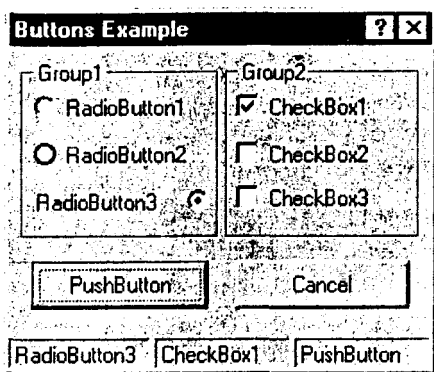 Buttons Example
Group1 Group2
RadioButton1 CheckBox1
RadioButton2 CheckBox2
RadioButton3 CheckBox3
PushButton Cancel
RadioButton3 CheckBox1 PushButton